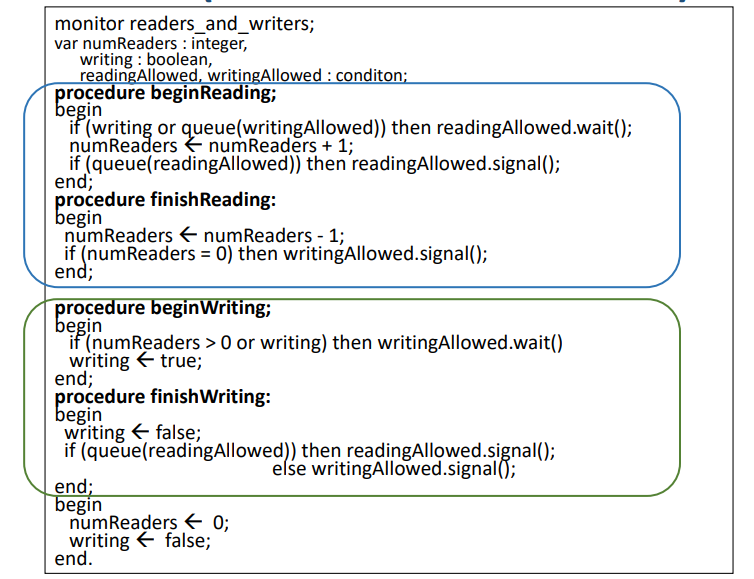 monitor readers_and_writers;
var numReaders : integer,
writing : boolean,
readingAllowed, writingAllowed : conditon;
procedure beginReading;
begin
if (writing or queue(writingAllowed)) then readingAllowed.wait();
numReaders ← numReaders + 1;
if (queue(readingAllowed)) then readingAllowed.signal();
end;
procedure finishReading:
begin
numReaders ← numReaders - 1;
if (numReaders = 0) then writingAllowed.signal();
end;
procedure beginWriting;
begin
if (numReaders > 0 or writing) then writingAllowed.wait()
writing ← true;
end;
procedure finishWriting:
begin
writing ← false;
if (queue(readingAllowed)) then readingAllowed.signal();
else writingAllowed.signal();
end;
begin
numReaders ← 0;
writing ← false;
end.